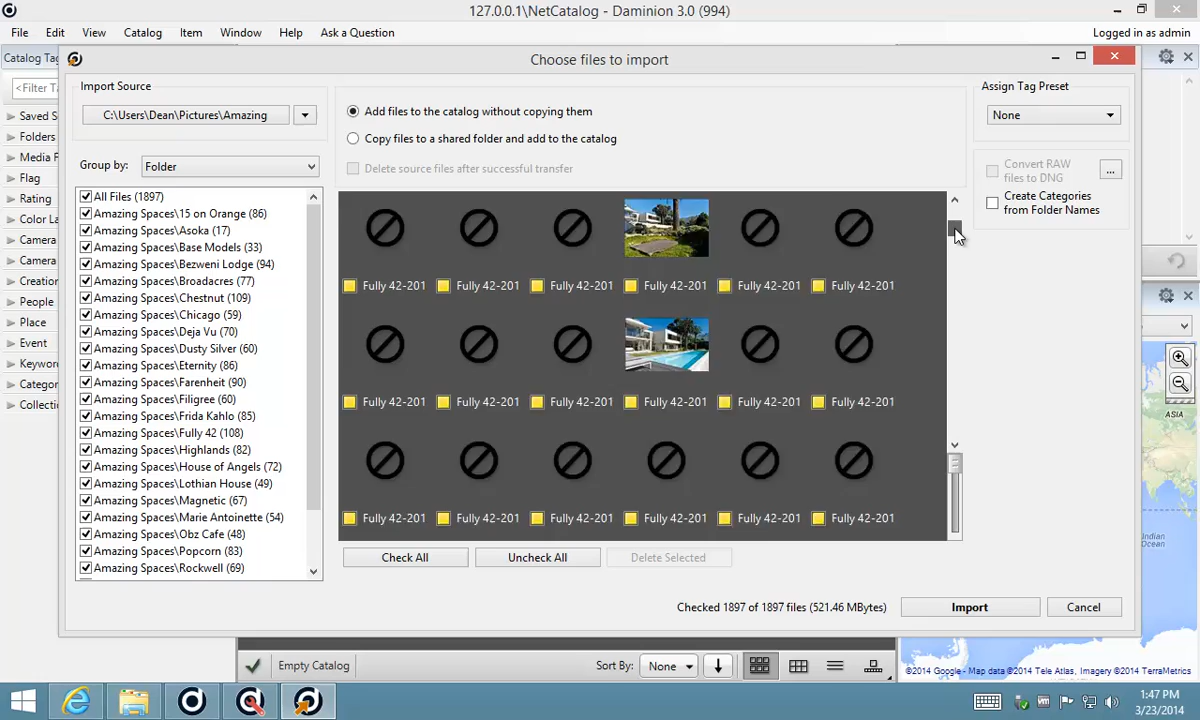 127.0.0.1\NetCatalog - Daminion 3.0 (994)
File Edit View Catalog Item Window Help Ask a Question
Logged in as admin
Catalog Tag
<Filter T
Saved S
Folders
Media F
Flag
Rating
Color La
Camera
Camera
Creation
People
Place
Event
Keyword
Categor
Collecti
Choose files to import
Import Source
C:\Users\Dean\Pictures\Amazing
Group by: Folder
All Files (1897)
Amazing Spaces\15 on Orange (86)
Amazing Spaces\Asoka (17)
Amazing Spaces\Base Models (33)
Amazing Spaces\Bezweni Lodge (94)
Amazing Spaces\Broadacres (77)
Amazing Spaces\Chestnut (109)
Amazing Spaces\Chicago (59)
Amazing Spaces\Deja Vu (70)
Amazing Spaces\Dusty Silver (60)
Amazing Spaces\Eternity (86)
Amazing Spaces\Farenheit (90)
Amazing Spaces\Filigree (60)
Amazing Spaces\Frida Kahlo (85)
Amazing Spaces\Fully 42 (108)
Amazing Spaces\Highlands (82)
Amazing Spaces\House of Angels (72)
Amazing Spaces\Lothian House (49)
Amazing Spaces\Magnetic (67)
Amazing Spaces\Marie Antoinette (54)
Amazing Spaces\Obz Cafe (48)
Amazing Spaces\Popcorn (83)
Amazing Spaces\Rockwell (69)
Add files to the catalog without copying them
Copy files to a shared folder and add to the catalog
Delete source files after successful transfer
Fully 42-201 Fully 42-201 Fully 42-201 Fully 42-201 Fully 42-201 Fully 42-201
Fully 42-201 Fully 42-201 Fully 42-201 Fully 42-201 Fully 42-201 Fully 42-201
Fully 42-201 Fully 42-201 Fully 42-201 Fully 42-201 Fully 42-201 Fully 42-201
Check All Uncheck All Delete Selected
Assign Tag Preset
None
Convert RAW
files to DNG
...
Create Categories
from Folder Names
Checked 1897 of 1897 files (521.46 MBytes)
Import Cancel
ASIA
Indian
Ocean
©2014 Google - Map data ©2014 Tele Atlas, Imagery ©2014 TerraMetrics
Empty Catalog
Sort By: None
1:47 PM
3/23/2014